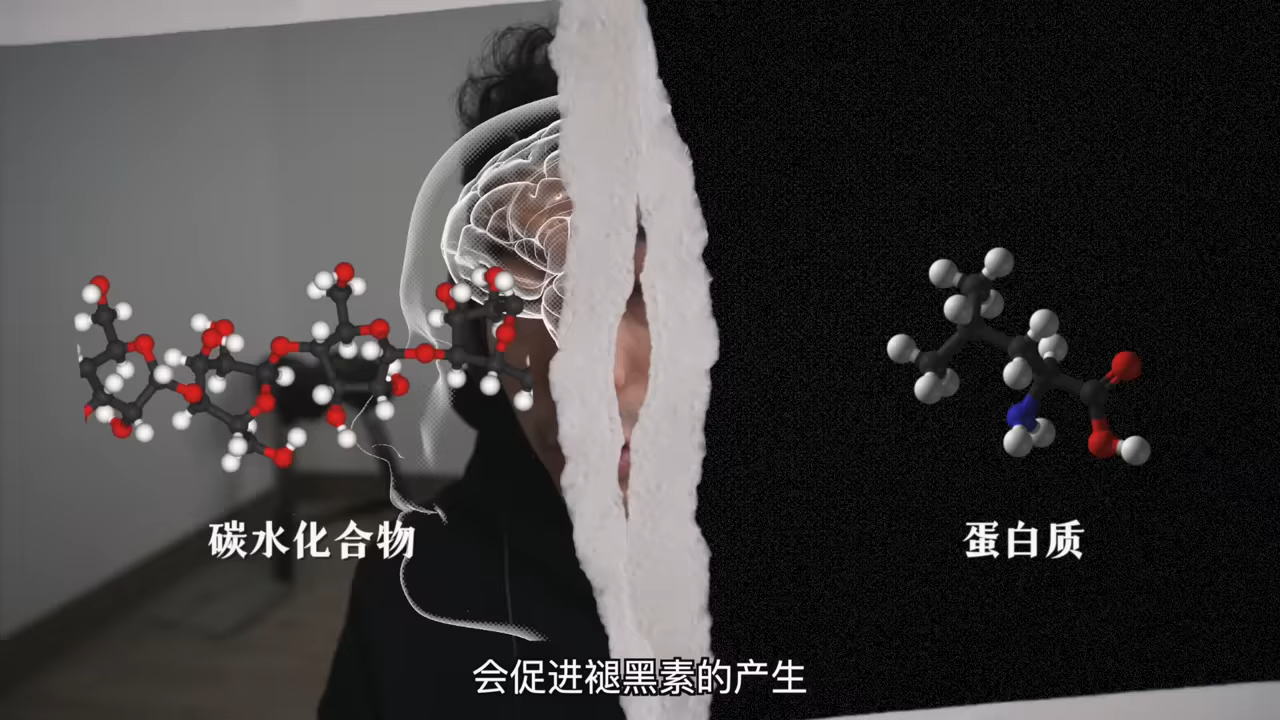 碳水化合物
蛋白质
会促进褪黑素的产生